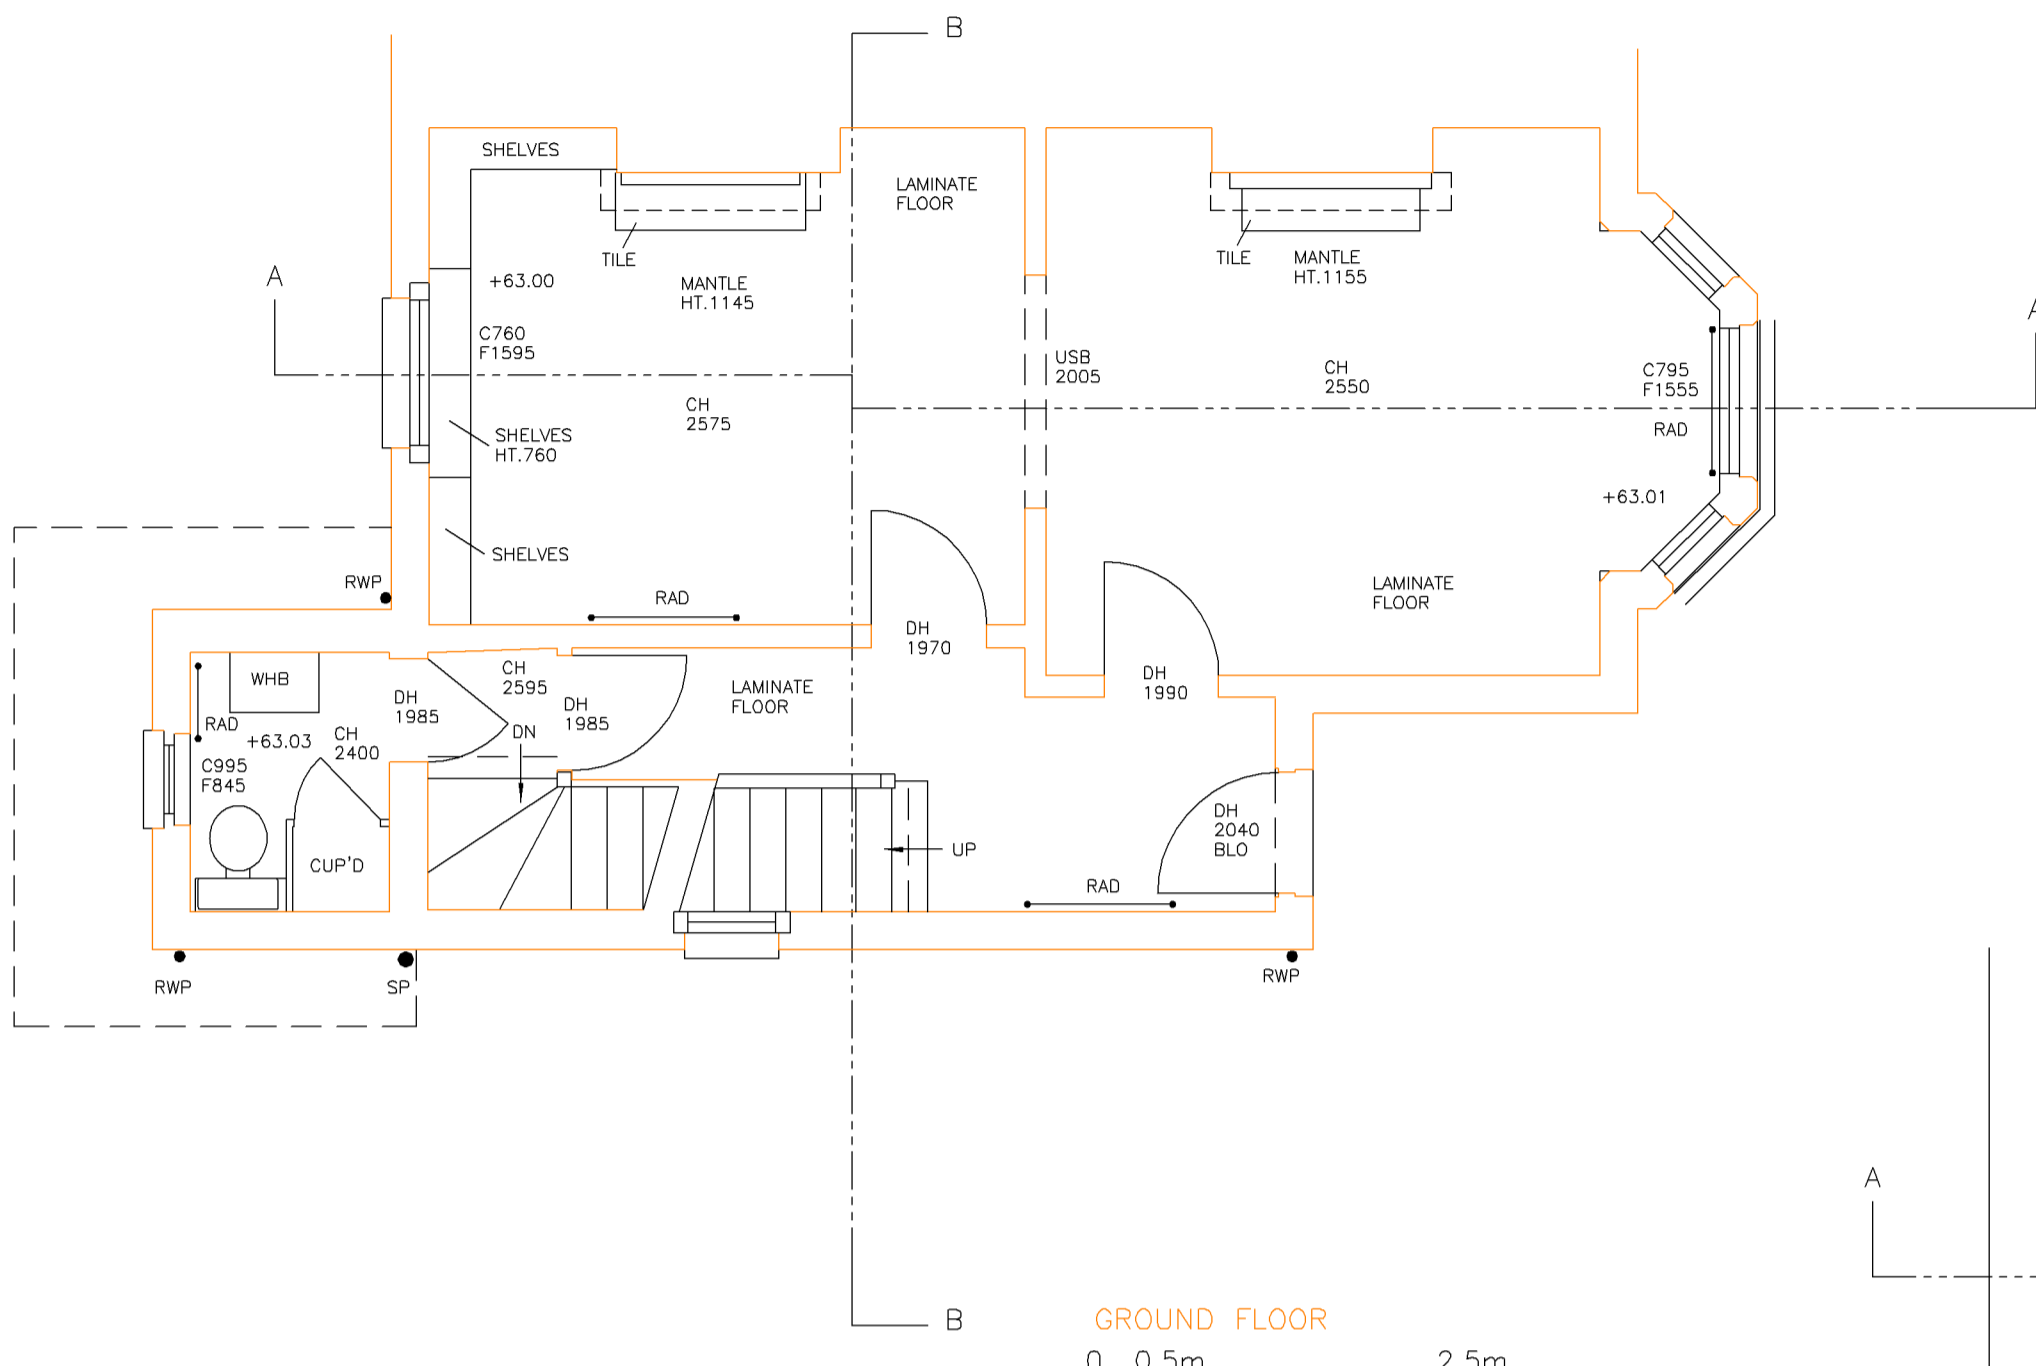 B
SHELVES
LAMINATE
FLOOR
TILE
TILE
MANTLE
HT.1155
A
+63.00
MANTLE
HT.1145
C760
F1595
USB
2005
CH
2550
C795
F1555
A
CH
2575
SHELVES
HT.760
RAD
+63.01
SHELVES
RWP
RAD
LAMINATE
FLOOR
DH
1970
WHB
CH
2595
DH
1985
DH
1985
LAMINATE
FLOOR
DH
1990
RAD
+63.03
CH
2400
DN
C995
F845
CUP'D
UP
DH
2040
BLO
RAD
RWP
SP
RWP
A
B
GROUND FLOOR
0 0.5m 2.5m